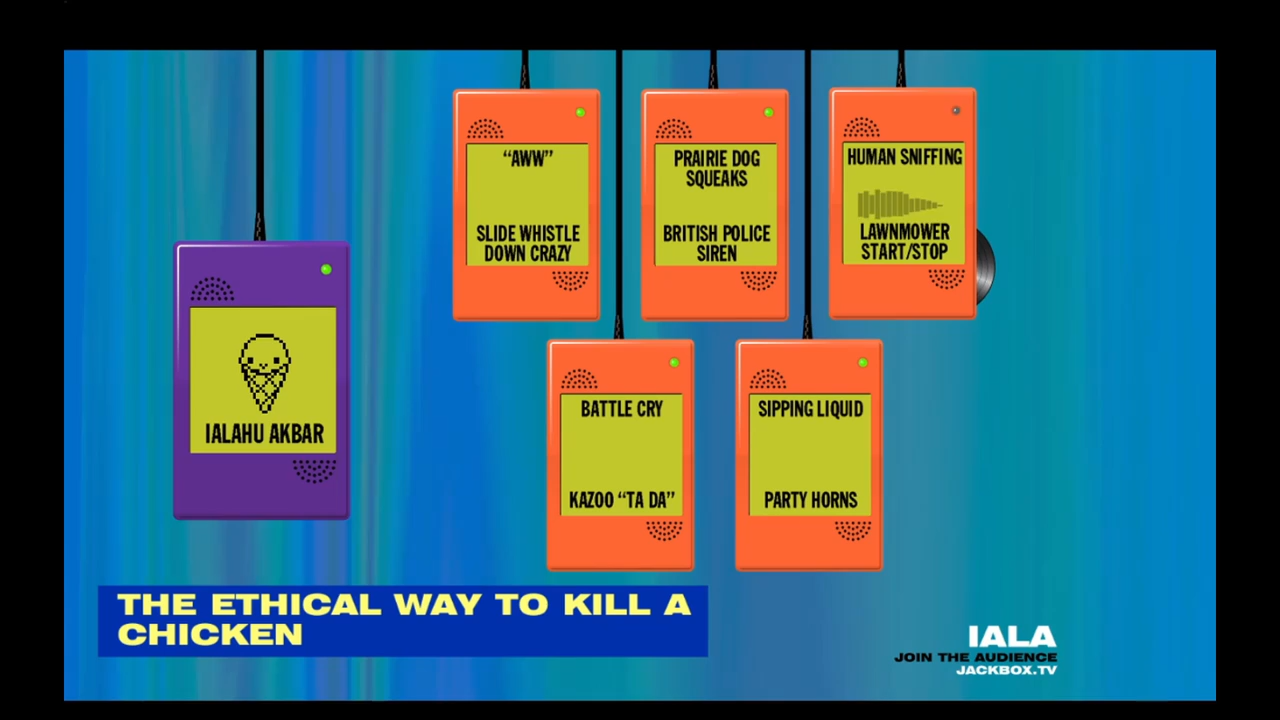 “AWW”
SLIDE WHISTLE
DOWN CRAZY
PRAIRIE DOG
SQUEAKS
BRITISH POLICE
SIREN
HUMAN SNIFFING
LAWNMOWER
START/STOP
IALAHU AKBAR
BATTLE CRY
KAZOO “TA DA”
SIPPING LIQUID
PARTY HORNS
THE ETHICAL WAY TO KILL A
CHICKEN
IALA
JOIN THE AUDIENCE
JACKBOX.TV